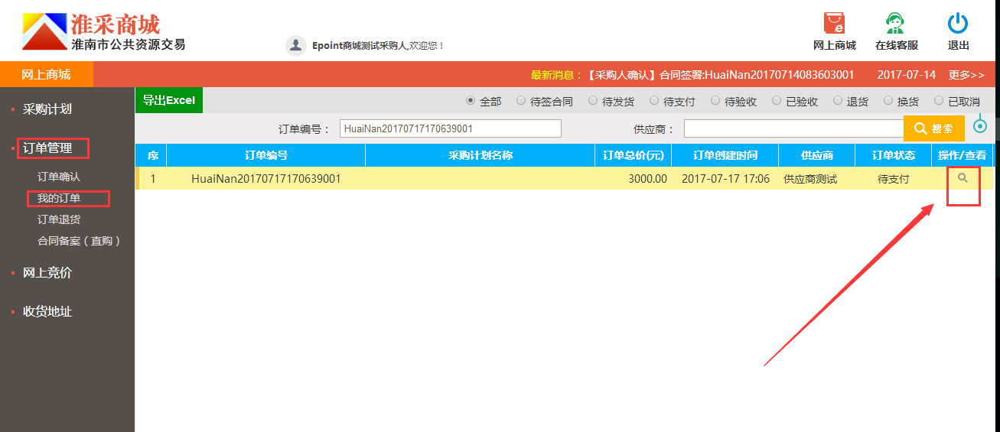 淮采商城
淮南市公共资源交易
Epoint商城测试采购人,欢迎您！
网上商城 在线客服 退出
网上商城 最新消息：【采购人确认】合同签署:HuaiNan20170714083603001 2017-07-14 更多>>
采购计划
订单管理
订单确认
我的订单
订单退货
合同备案（直购）
网上竞价
收货地址
导出Excel 全部 待签合同 待发货 待支付 待验收 已验收 退货 换货 已取消
订单编号： HuaiNan20170717170639001 供应商： 搜索
序 订单编号 采购计划名称 订单总价(元) 订单创建时间 供应商 订单状态 操作/查看
1 HuaiNan20170717170639001 3000.00 2017-07-17 17:06 供应商测试 待支付